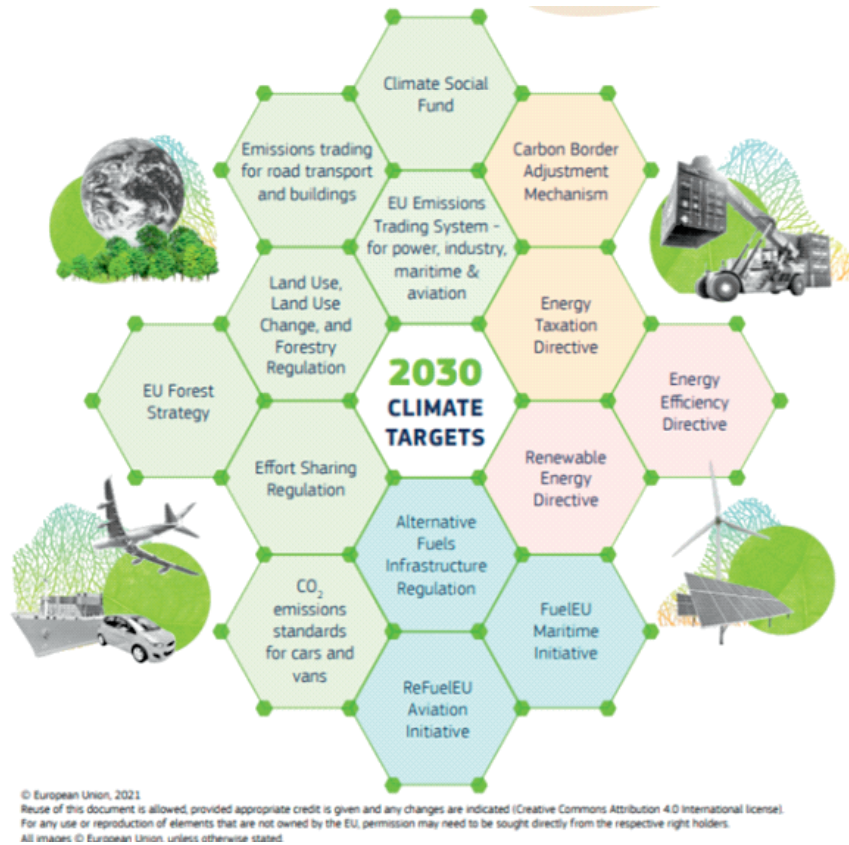 Climate Social
Fund
Emissions trading
for road transport
and buildings
Carbon Border
Adjustment
Mechanism
EU Emissions
Trading System -
for power, industry,
maritime &
aviation
Land Use,
Land Use
Change, and
Forestry
Regulation
Energy
Taxation
Directive
EU Forest
Strategy
2030
CLIMATE
TARGETS
Energy
Efficiency
Directive
Effort Sharing
Regulation
Renewable
Energy
Directive
Alternative
Fuels
Infrastructure
Regulation
CO₂
emissions
standards
for cars and
vans
FuelEU
Maritime
Initiative
ReFuelEU
Aviation
Initiative
© European Union, 2021
Reuse of this document is allowed, provided appropriate credit is given and any changes are indicated (Creative Commons Attribution 4.0 International license).
For any use or reproduction of elements that are not owned by the EU, permission may need to be sought directly from the respective right holders.
All images © European Union, unless otherwise stated.